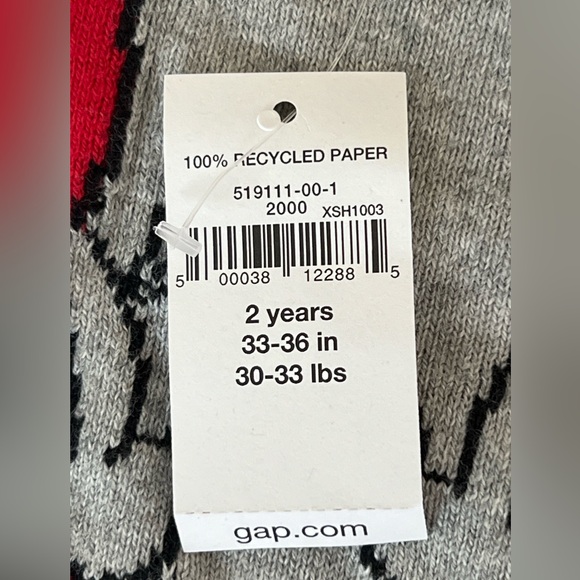 100% RECYCLED PAPER
519111-00-1
2000 XSH1003
5 00038 12288 5
2 years
33-36 in
30-33 lbs
gap.com